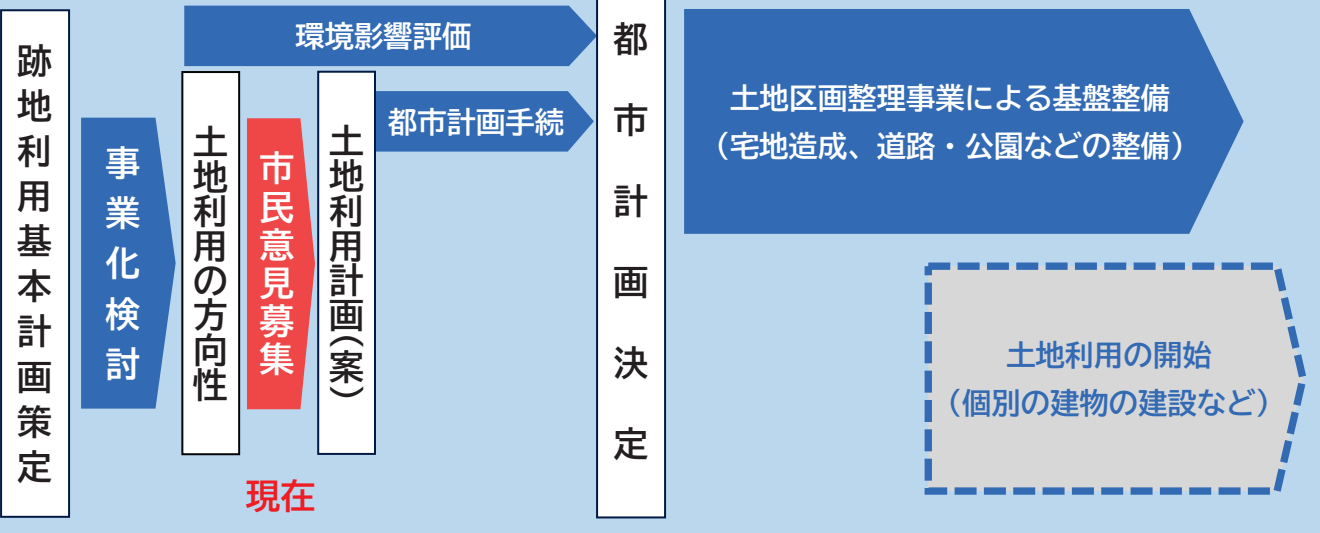 跡地利用基本計画策定
事業化検討
環境影響評価
土地利用の方向性
市民意見募集
現在
土地利用計画(案)
都市計画手続
都市計画決定
土地区画整理事業による基盤整備
（宅地造成、道路・公園などの整備）
土地利用の開始
（個別の建物の建設など）